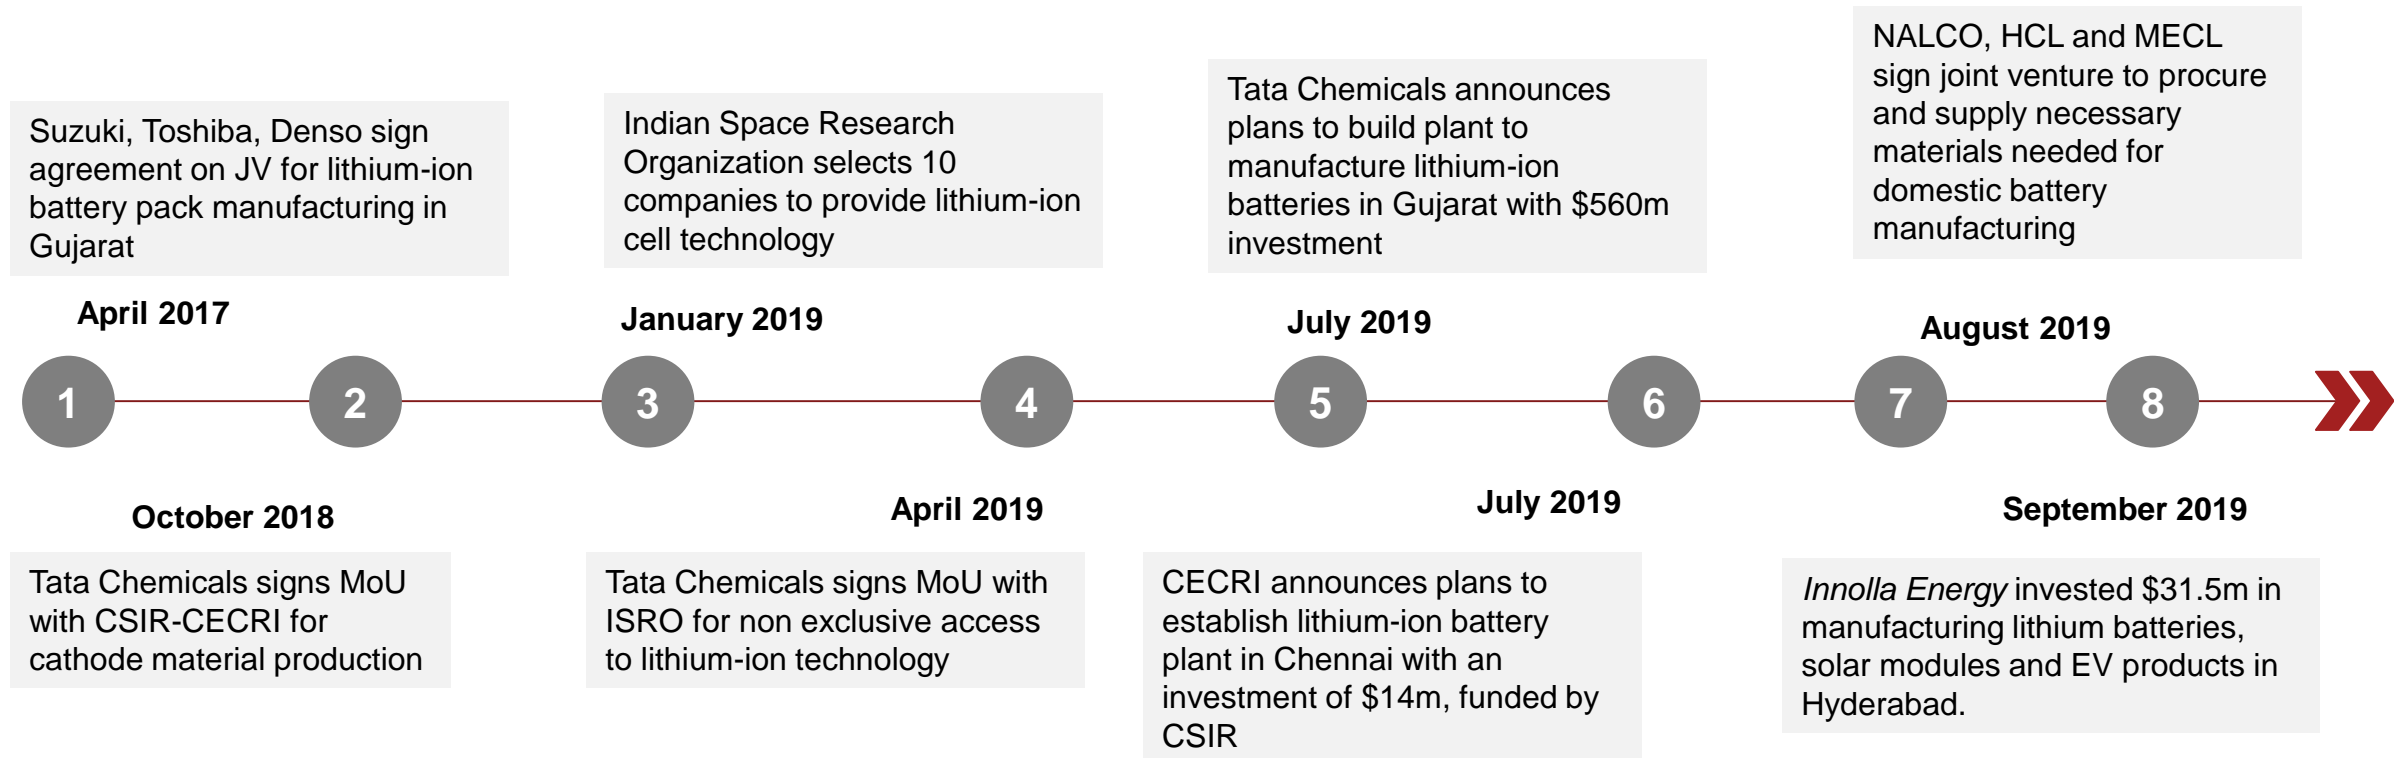 Suzuki, Toshiba, Denso sign
agreement on JV for lithium-ion
battery pack manufacturing in
Gujarat
Indian Space Research
Organization selects 10
companies to provide lithium-ion
cell technology
Tata Chemicals announces
plans to build plant to
manufacture lithium-ion
batteries in Gujarat with $560m
investment
NALCO, HCL and MECL
sign joint venture to procure
and supply necessary
materials needed for
domestic battery
manufacturing
April 2017
January 2019
July 2019
August 2019
1
2
3
4
5
6
7
8
October 2018
April 2019
July 2019
September 2019
Tata Chemicals signs MoU
with CSIR-CECRI for
cathode material production
Tata Chemicals signs MoU with
ISRO for non exclusive access
to lithium-ion technology
CECRI announces plans to
establish lithium-ion battery
plant in Chennai with an
investment of $14m, funded by
CSIR
Innolla Energy invested $31.5m in
manufacturing lithium batteries,
solar modules and EV products in
Hyderabad.